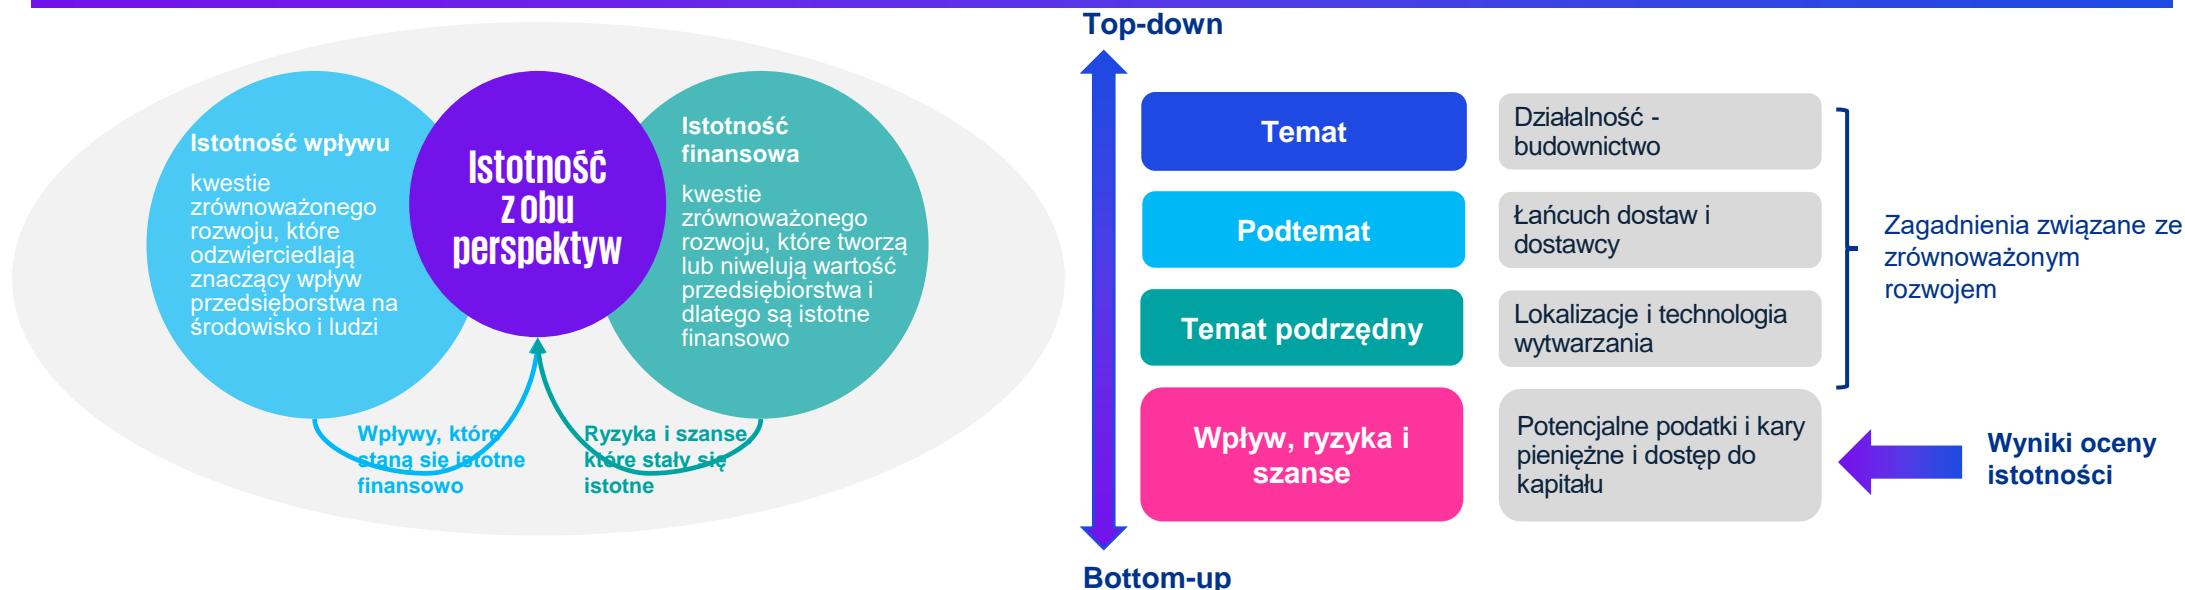 Istotność wpływu
kwestie
zrównoważonego
rozwoju, które
odzwierciedlają
znaczący wpływ
przedsięborstwa na
środowisko i ludzi
Istotność
z obu
perspektyw
Istotność
finansowa
kwestie
zrównoważonego
rozwoju, które tworzą
lub niwelują wartość
przedsiębiorstwa i
dlatego są istotne
finansowo
Wpływy, które
staną się istotne
finansowo
Ryzyka i szanse,
które stały się
istotne
Top-down
Temat
Działalność -
budownictwo
Podtemat
Łańcuch dostaw i
dostawcy
Temat podrzędny
Lokalizacje i technologia
wytwarzania
Zagadnienia związane ze
zrównoważonym
rozwojem
Wpływ, ryzyka i
szanse
Potencjalne podatki i kary
pieniężne i dostęp do
kapitału
Wyniki oceny
istotności
Bottom-up